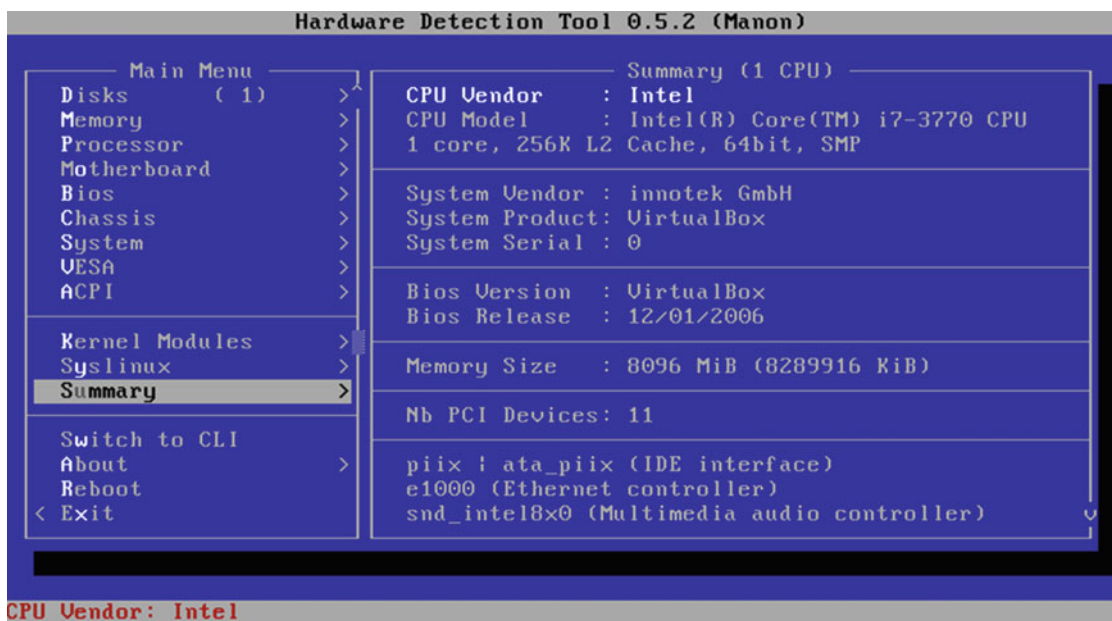 Hardware Detection Tool 0.5.2 (Manon)
Main Menu
Disks ( 1) >
Memory >
Processor >
Motherboard >
Bios >
Chassis >
System >
VESA >
ACPI >
Kernel Modules >
Syslinux >
Summary >
Switch to CLI
About >
Reboot
< Exit
Summary (1 CPU)
CPU Vendor : Intel
CPU Model : Intel(R) Core(TM) i7-3770 CPU
1 core, 256K L2 Cache, 64bit, SMP
System Vendor : innotek GmbH
System Product: VirtualBox
System Serial : 0
Bios Version : VirtualBox
Bios Release : 12/01/2006
Memory Size : 8096 MiB (8289916 KiB)
Nb PCI Devices: 11
piix ¦ ata_piix (IDE interface)
e1000 (Ethernet controller)
snd_intel8x0 (Multimedia audio controller)
CPU Vendor: Intel